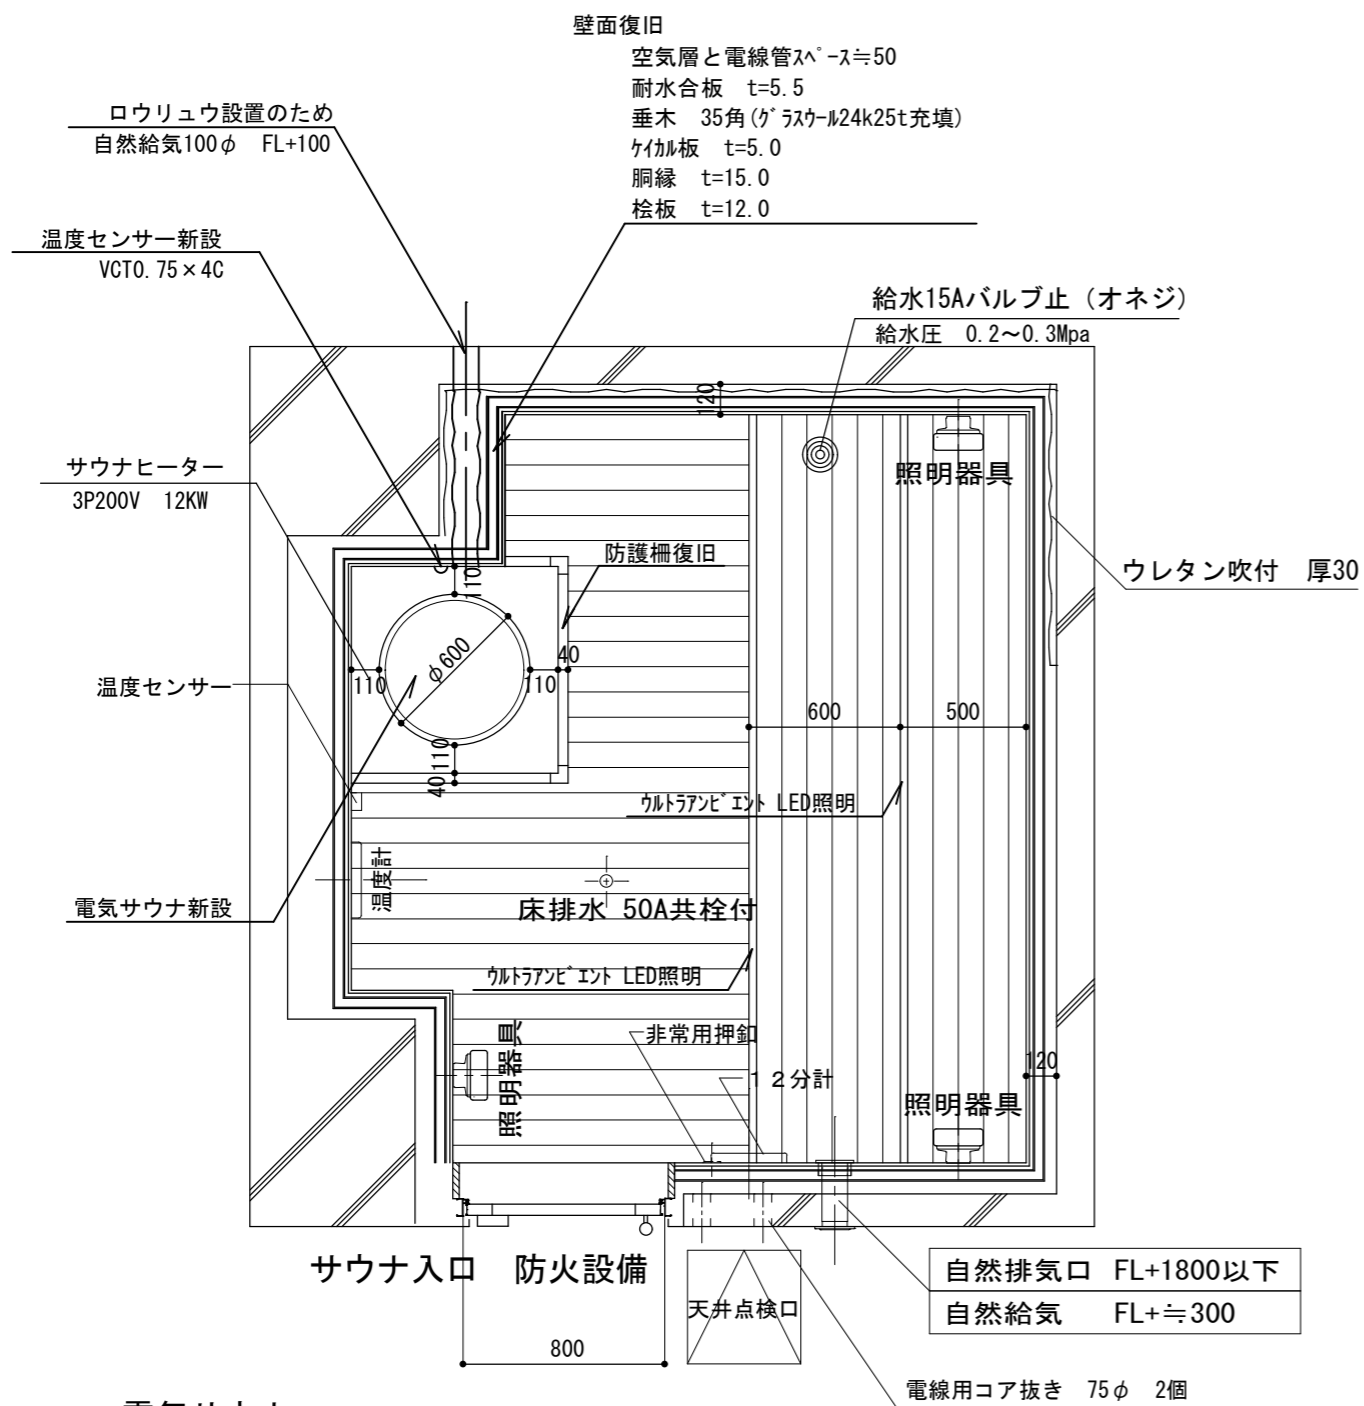 壁面復旧
空気層と電線管ｽﾍﾟｰｽ≒50
耐水合板 t=5.5
垂木 35角(ｸﾞﾗｽｳｰﾙ24k25t充填)
ｹｲｶﾙ板 t=5.0
胴縁 t=15.0
桧板 t=12.0
ロウリュウ設置のため
自然給気100φ FL+100
温度センサー新設
VCT0.75×4C
給水15Aバルブ止（オネジ）
給水圧 0.2～0.3Mpa
120
照明器具
サウナヒーター
3P200V 12KW
防護柵復旧
ウレタン吹付 厚30
110
φ600
40
110
110
温度センサー
600
500
110
40
ｳﾙﾄﾗｱﾝﾋﾞｴﾝﾄ LED照明
温度計
電気サウナ新設
床排水 50A共栓付
ｳﾙﾄﾗｱﾝﾋﾞｴﾝﾄ LED照明
照明器具
非常用押釦
１２分計
120
照明器具
サウナ入口 防火設備
自然排気口 FL+1800以下
自然給気 FL+≒300
天井点検口
800
電線用コア抜き 75φ 2個